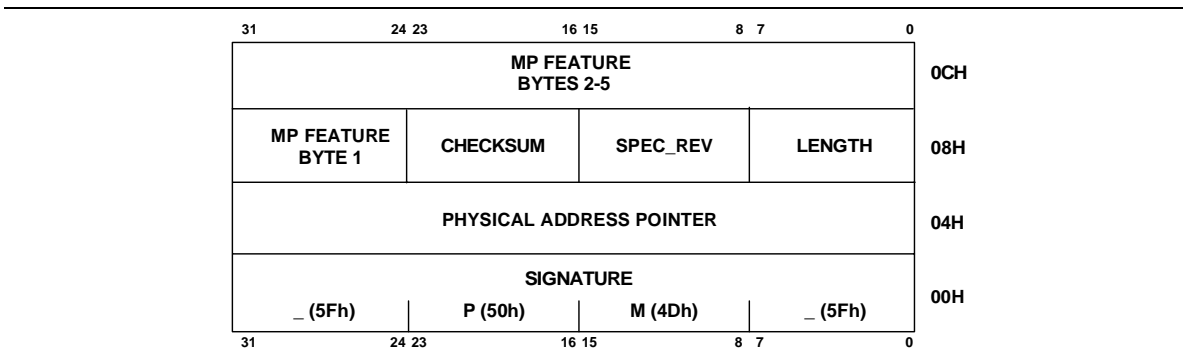 31 24 23 16 15 8 7 0
MP FEATURE
BYTES 2-5
0CH
MP FEATURE
BYTE 1
CHECKSUM
SPEC_REV
LENGTH
08H
PHYSICAL ADDRESS POINTER
04H
SIGNATURE
_ (5Fh) P (50h) M (4Dh) _ (5Fh)
00H
31 24 23 16 15 8 7 0